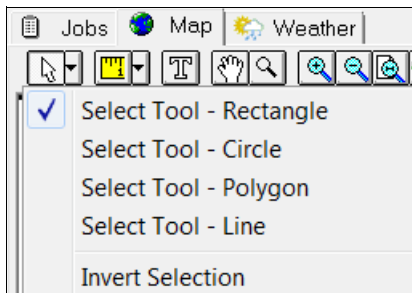 Jobs Map Weather
T
Select Tool - Rectangle
Select Tool - Circle
Select Tool - Polygon
Select Tool - Line
Invert Selection